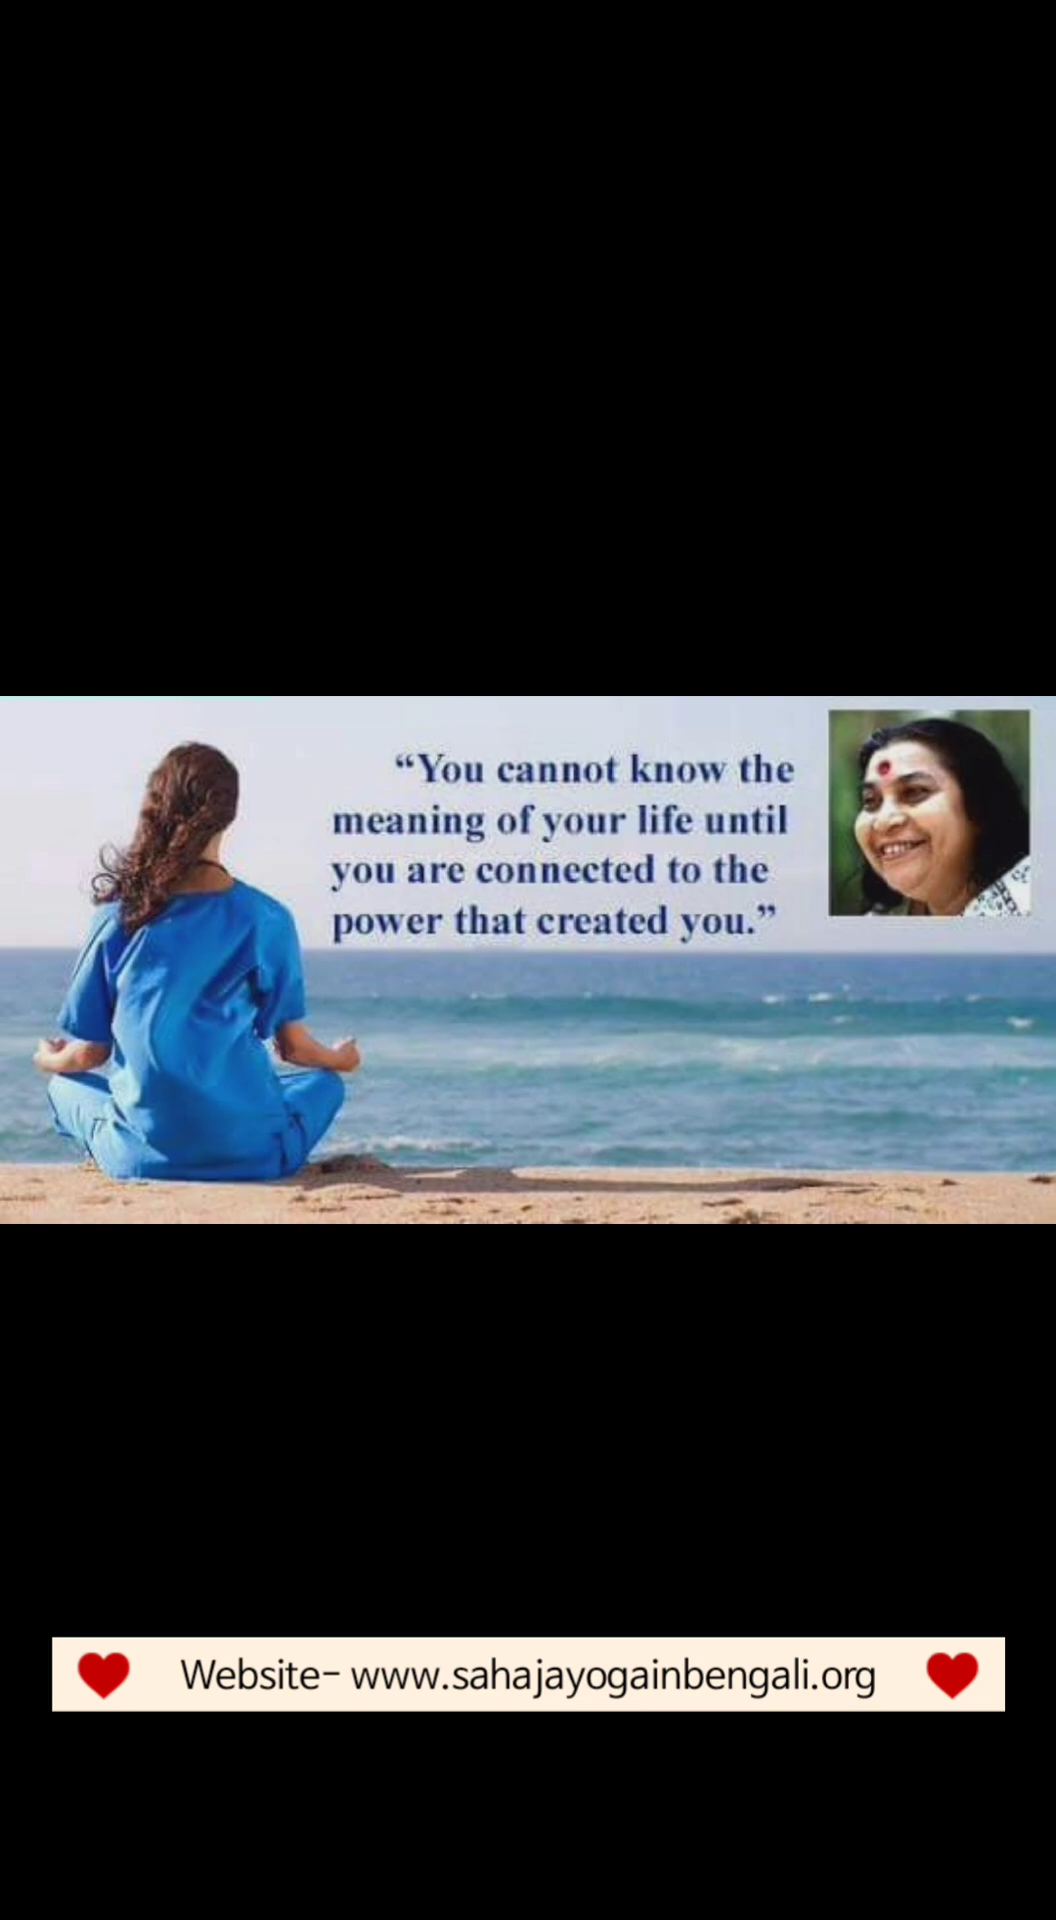 “You cannot know the
meaning of your life until
you are connected to the
power that created you.”
Website- www.sahajayogainbengali.org